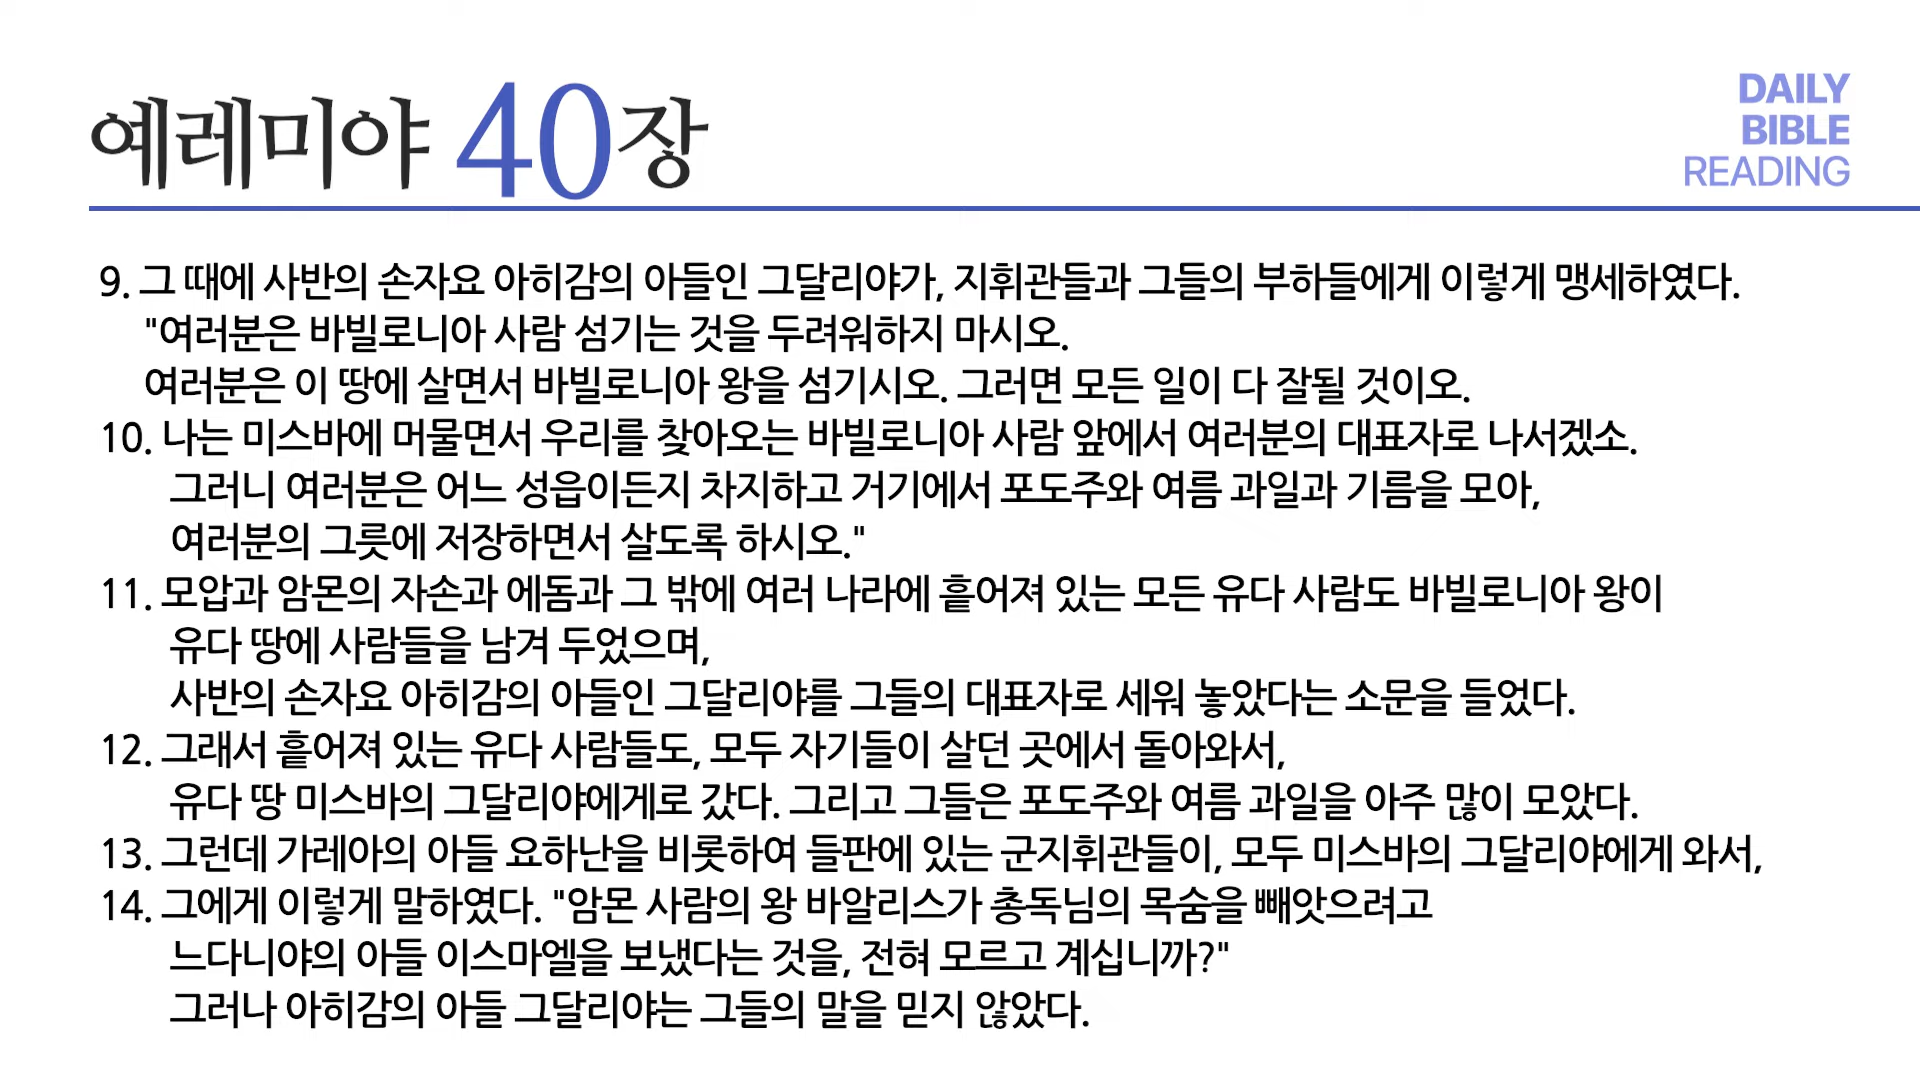 예레미야 40장
DAILY
BIBLE
READING
9. 그 때에 사반의 손자요 아히감의 아들인 그달리야가, 지휘관들과 그들의 부하들에게 이렇게 맹세하였다.
"여러분은 바빌로니아 사람 섬기는 것을 두려워하지 마시오.
여러분은 이 땅에 살면서 바빌로니아 왕을 섬기시오. 그러면 모든 일이 다 잘될 것이오.
10. 나는 미스바에 머물면서 우리를 찾아오는 바빌로니아 사람 앞에서 여러분의 대표자로 나서겠소.
그러니 여러분은 어느 성읍이든지 차지하고 거기에서 포도주와 여름 과일과 기름을 모아,
여러분의 그릇에 저장하면서 살도록 하시오."
11. 모압과 암몬의 자손과 에돔과 그 밖에 여러 나라에 흩어져 있는 모든 유다 사람도 바빌로니아 왕이
유다 땅에 사람들을 남겨 두었으며,
사반의 손자요 아히감의 아들인 그달리야를 그들의 대표자로 세워 놓았다는 소문을 들었다.
12. 그래서 흩어져 있는 유다 사람들도, 모두 자기들이 살던 곳에서 돌아와서,
유다 땅 미스바의 그달리야에게로 갔다. 그리고 그들은 포도주와 여름 과일을 아주 많이 모았다.
13. 그런데 가레아의 아들 요하난을 비롯하여 들판에 있는 군지휘관들이, 모두 미스바의 그달리야에게 와서,
14. 그에게 이렇게 말하였다. "암몬 사람의 왕 바알리스가 총독님의 목숨을 빼앗으려고
느다니야의 아들 이스마엘을 보냈다는 것을, 전혀 모르고 계십니까?"
그러나 아히감의 아들 그달리야는 그들의 말을 믿지 않았다.